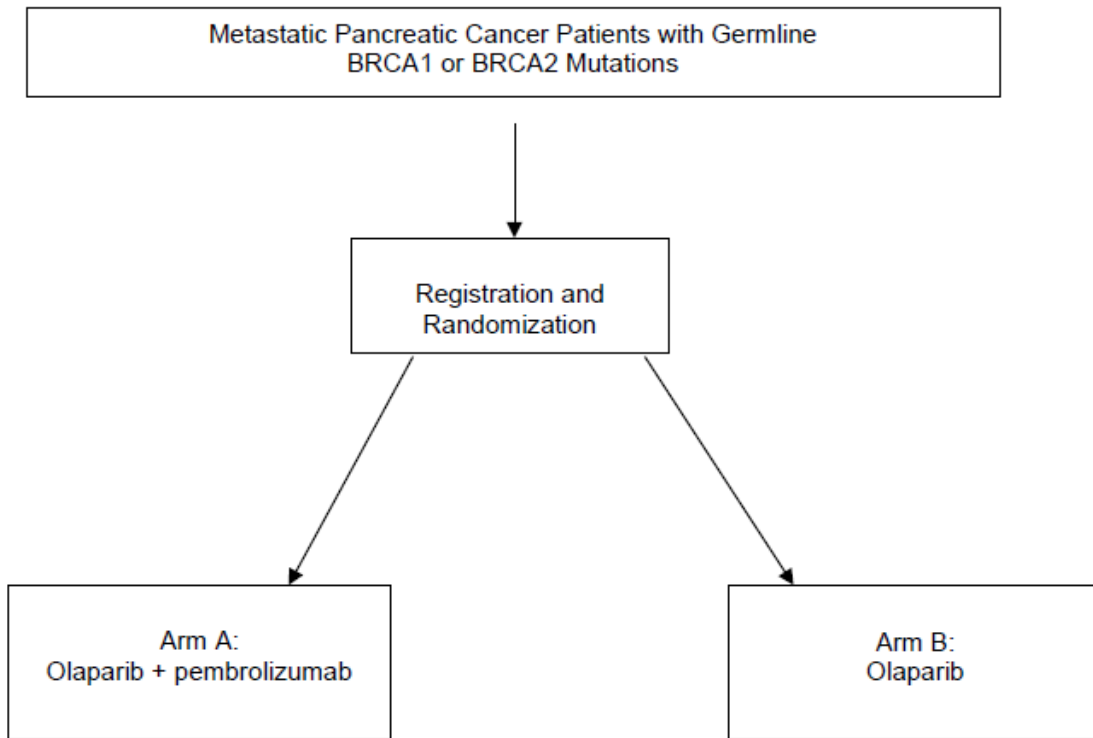 Metastatic Pancreatic Cancer Patients with Germline
BRCA1 or BRCA2 Mutations
Registration and
Randomization
Arm A:
Olaparib + pembrolizumab
Arm B:
Olaparib